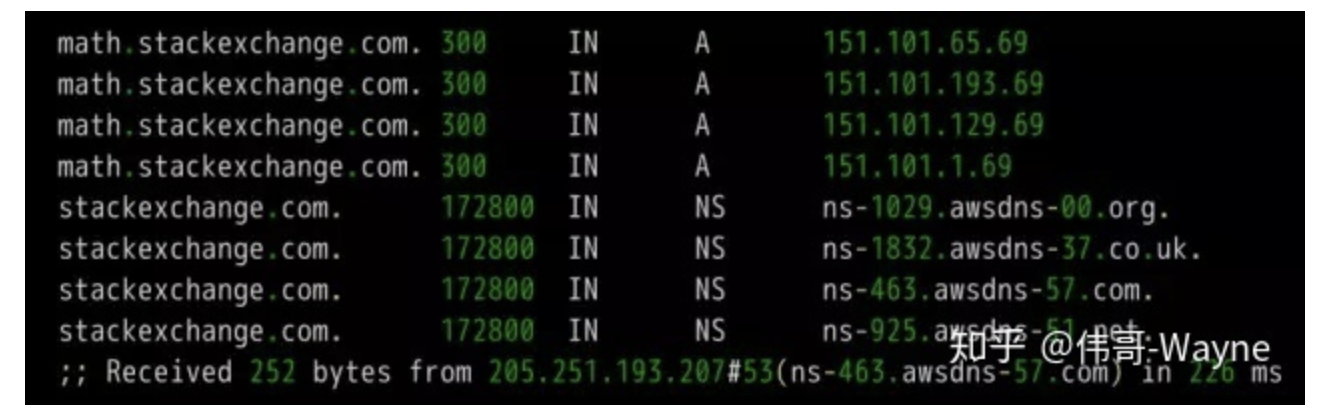 math.stackexchange.com. 300 IN A 151.101.65.69
math.stackexchange.com. 300 IN A 151.101.193.69
math.stackexchange.com. 300 IN A 151.101.129.69
math.stackexchange.com. 300 IN A 151.101.1.69
stackexchange.com. 172800 IN NS ns-1029.awsdns-00.org.
stackexchange.com. 172800 IN NS ns-1832.awsdns-37.co.uk.
stackexchange.com. 172800 IN NS ns-463.awsdns-57.com.
stackexchange.com. 172800 IN NS ns-925.awsdns-51.net.
知乎 @伟哥-Wayne
;; Received 252 bytes from 205.251.193.207#53(ns-463.awsdns-57.com) in 226 ms